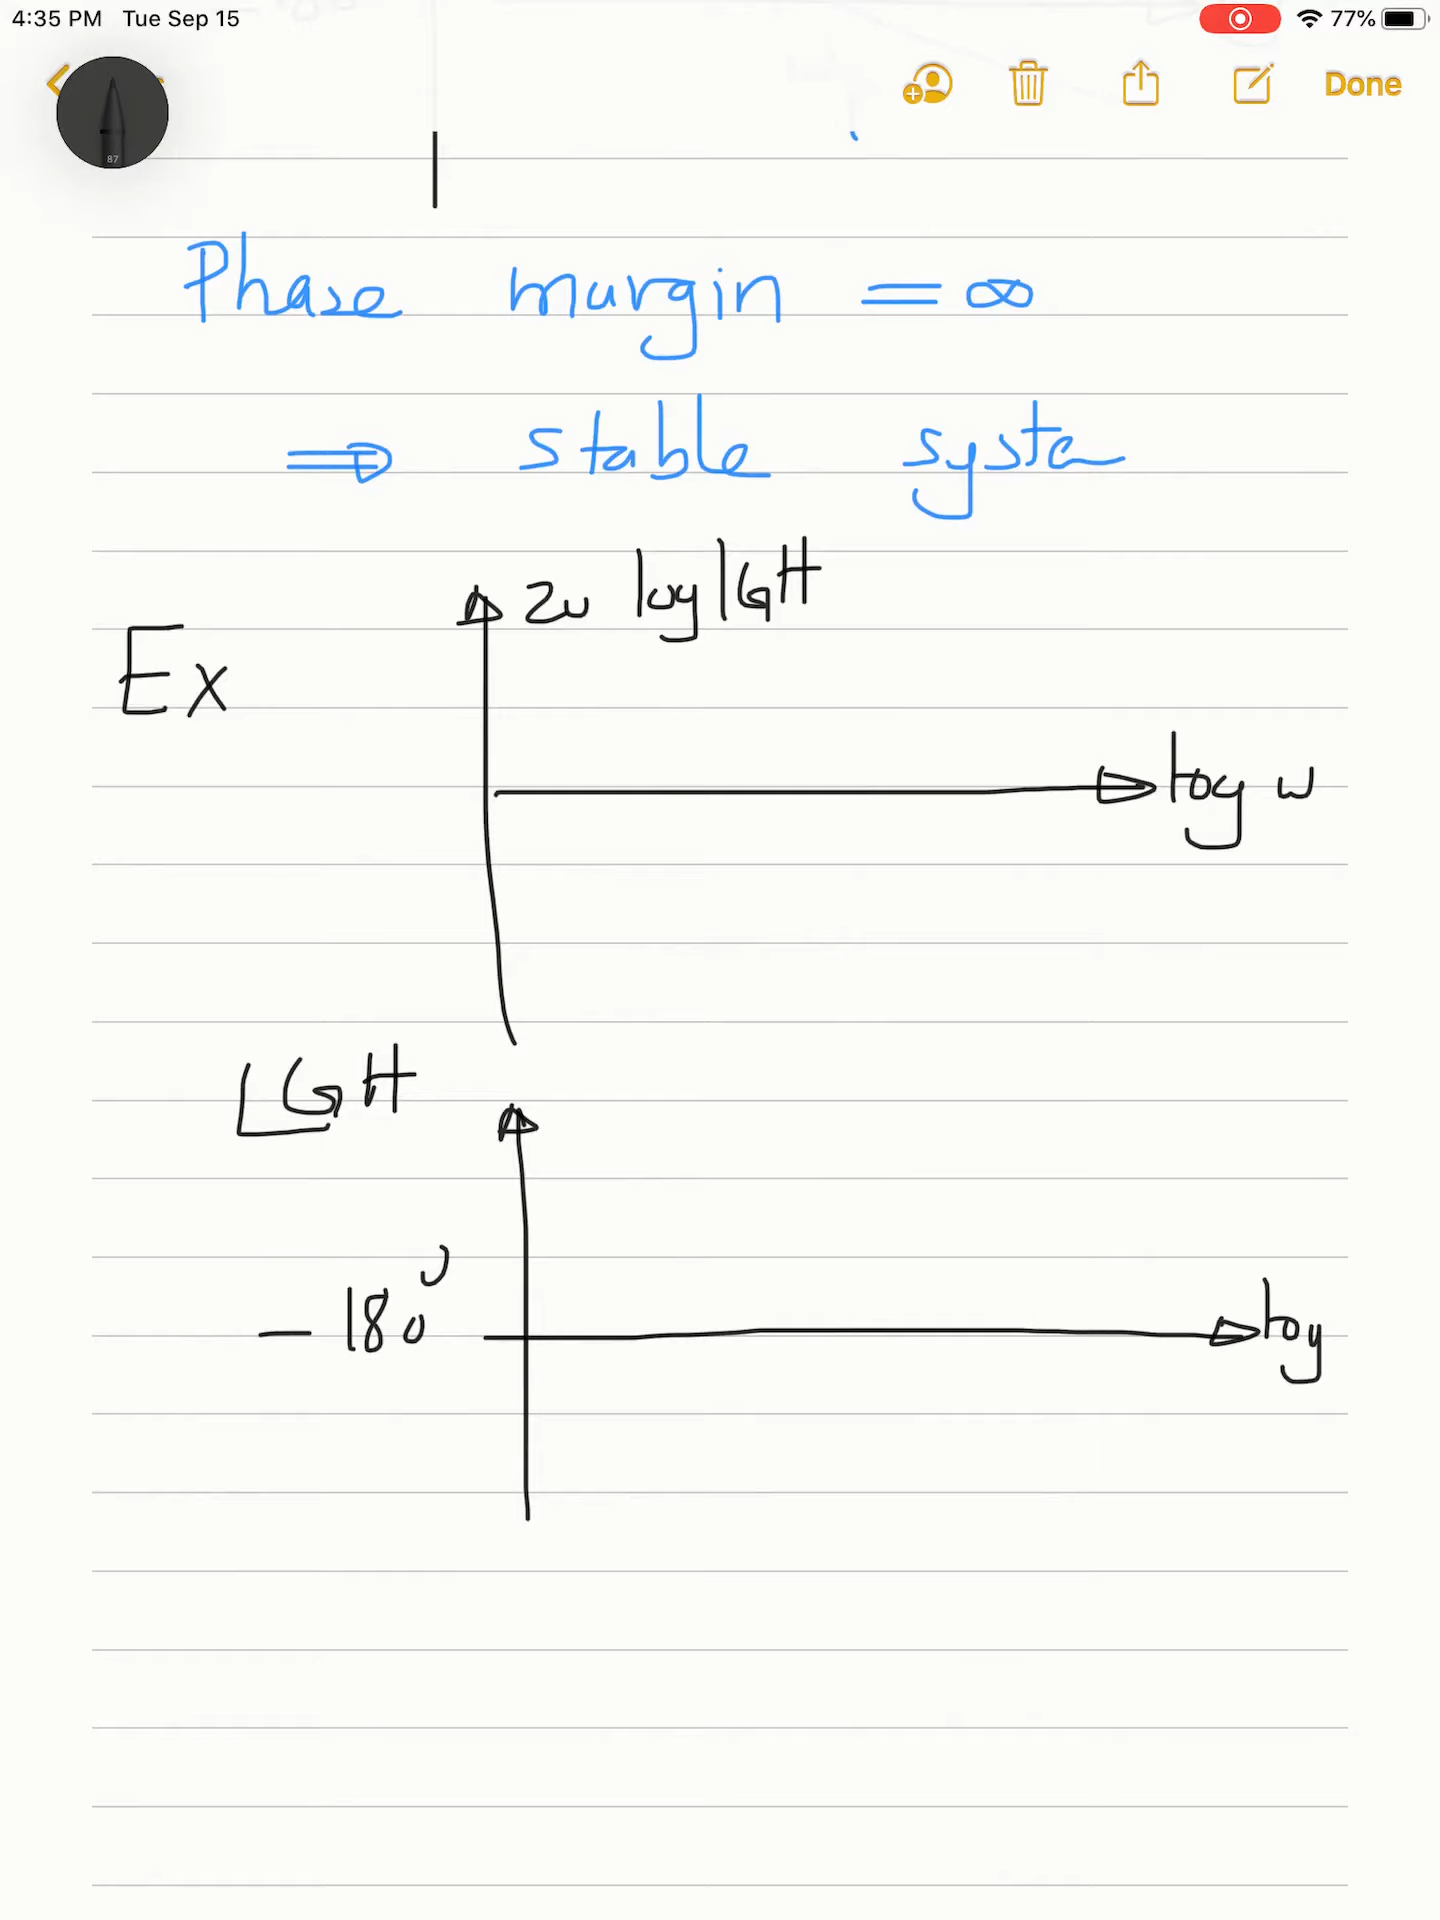 4:35 PM Tue Sep 15 77%
Done
87
Phase margin = ∞
⇒ stable syste
20 log |GH
Ex
log w
∠GH
- 180°
log